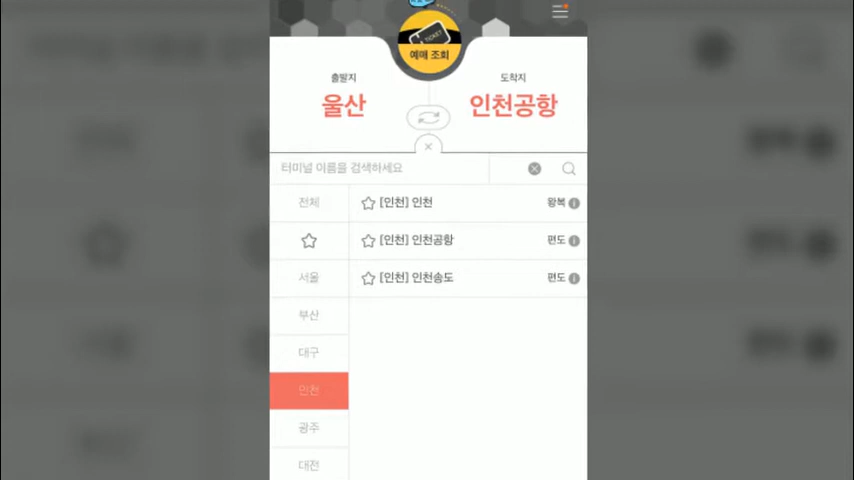 TICKET
예매 조회
출발지
도착지
울산
인천공항
터미널 이름을 검색하세요
전체
[인천] 인천
왕복
[인천] 인천공항
편도
서울
[인천] 인천송도
편도
부산
대구
인천
광주
대전